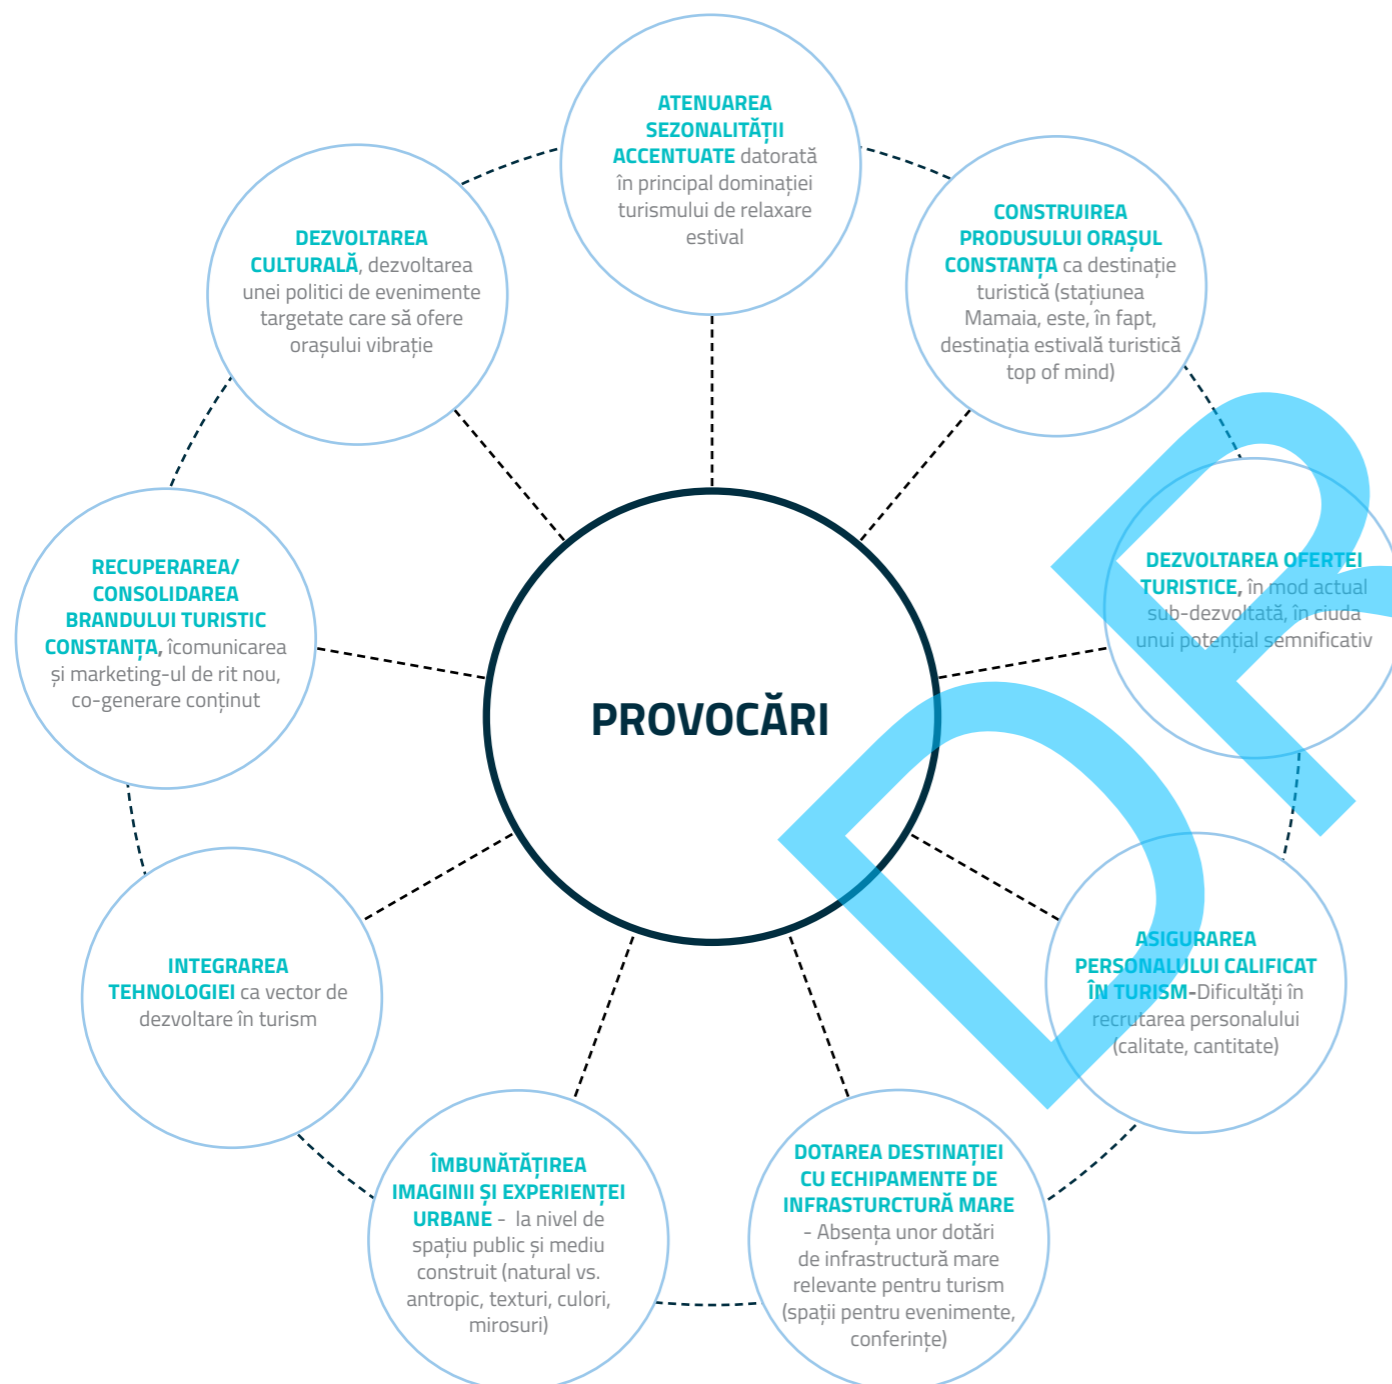 ATENUAREA
SEZONALITĂȚII
ACCENTUATE datorată
în principal dominației
turismului de relaxare
estival
CONSTRUIREA
PRODUSULUI ORAȘUL
CONSTANȚA ca destinație
turistică (stațiunea
Mamaia, este, în fapt,
destinația estivală turistică
top of mind)
DEZVOLTAREA OFERTEI
TURISTICE, în mod actual
sub-dezvoltată, în ciuda
unui potențial semnificativ
ASIGURAREA
PERSONALULUI CALIFICAT
ÎN TURISM-Dificultăți în
recrutarea personalului
(calitate, cantitate)
DOTAREA DESTINAȚIEI
CU ECHIPAMENTE DE
INFRASTURCTURĂ MARE
- Absența unor dotări
de infrastructură mare
relevante pentru turism
(spații pentru evenimente,
conferințe)
ÎMBUNĂTĂȚIREA
IMAGINII ȘI EXPERIENȚEI
URBANE - la nivel de
spațiu public și mediu
construit (natural vs.
antropic, texturi, culori,
mirosuri)
INTEGRAREA
TEHNOLOGIEI ca vector de
dezvoltare în turism
RECUPERAREA/
CONSOLIDAREA
BRANDULUI TURISTIC
CONSTANȚA, îcomunicarea
și marketing-ul de rit nou,
co-generare conținut
DEZVOLTAREA
CULTURALĂ, dezvoltarea
unei politici de evenimente
targetate care să ofere
orașului vibrație
PROVOCĂRI
DR